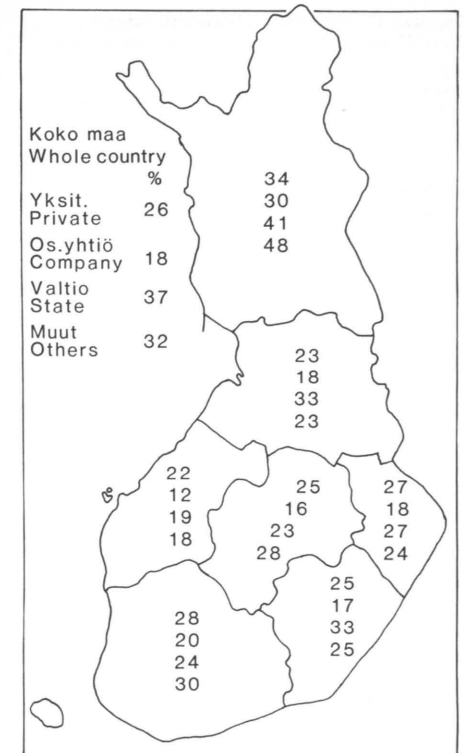 Koko maa
Whole country
%
Yksit.
Private 26
Os.yhtiö
Company 18
Valtio
State 37
Muut
Others 32
34
30
41
48
23
18
33
23
22
12
19
18
25
16
23
28
27
18
27
24
25
17
33
25
28
20
24
30